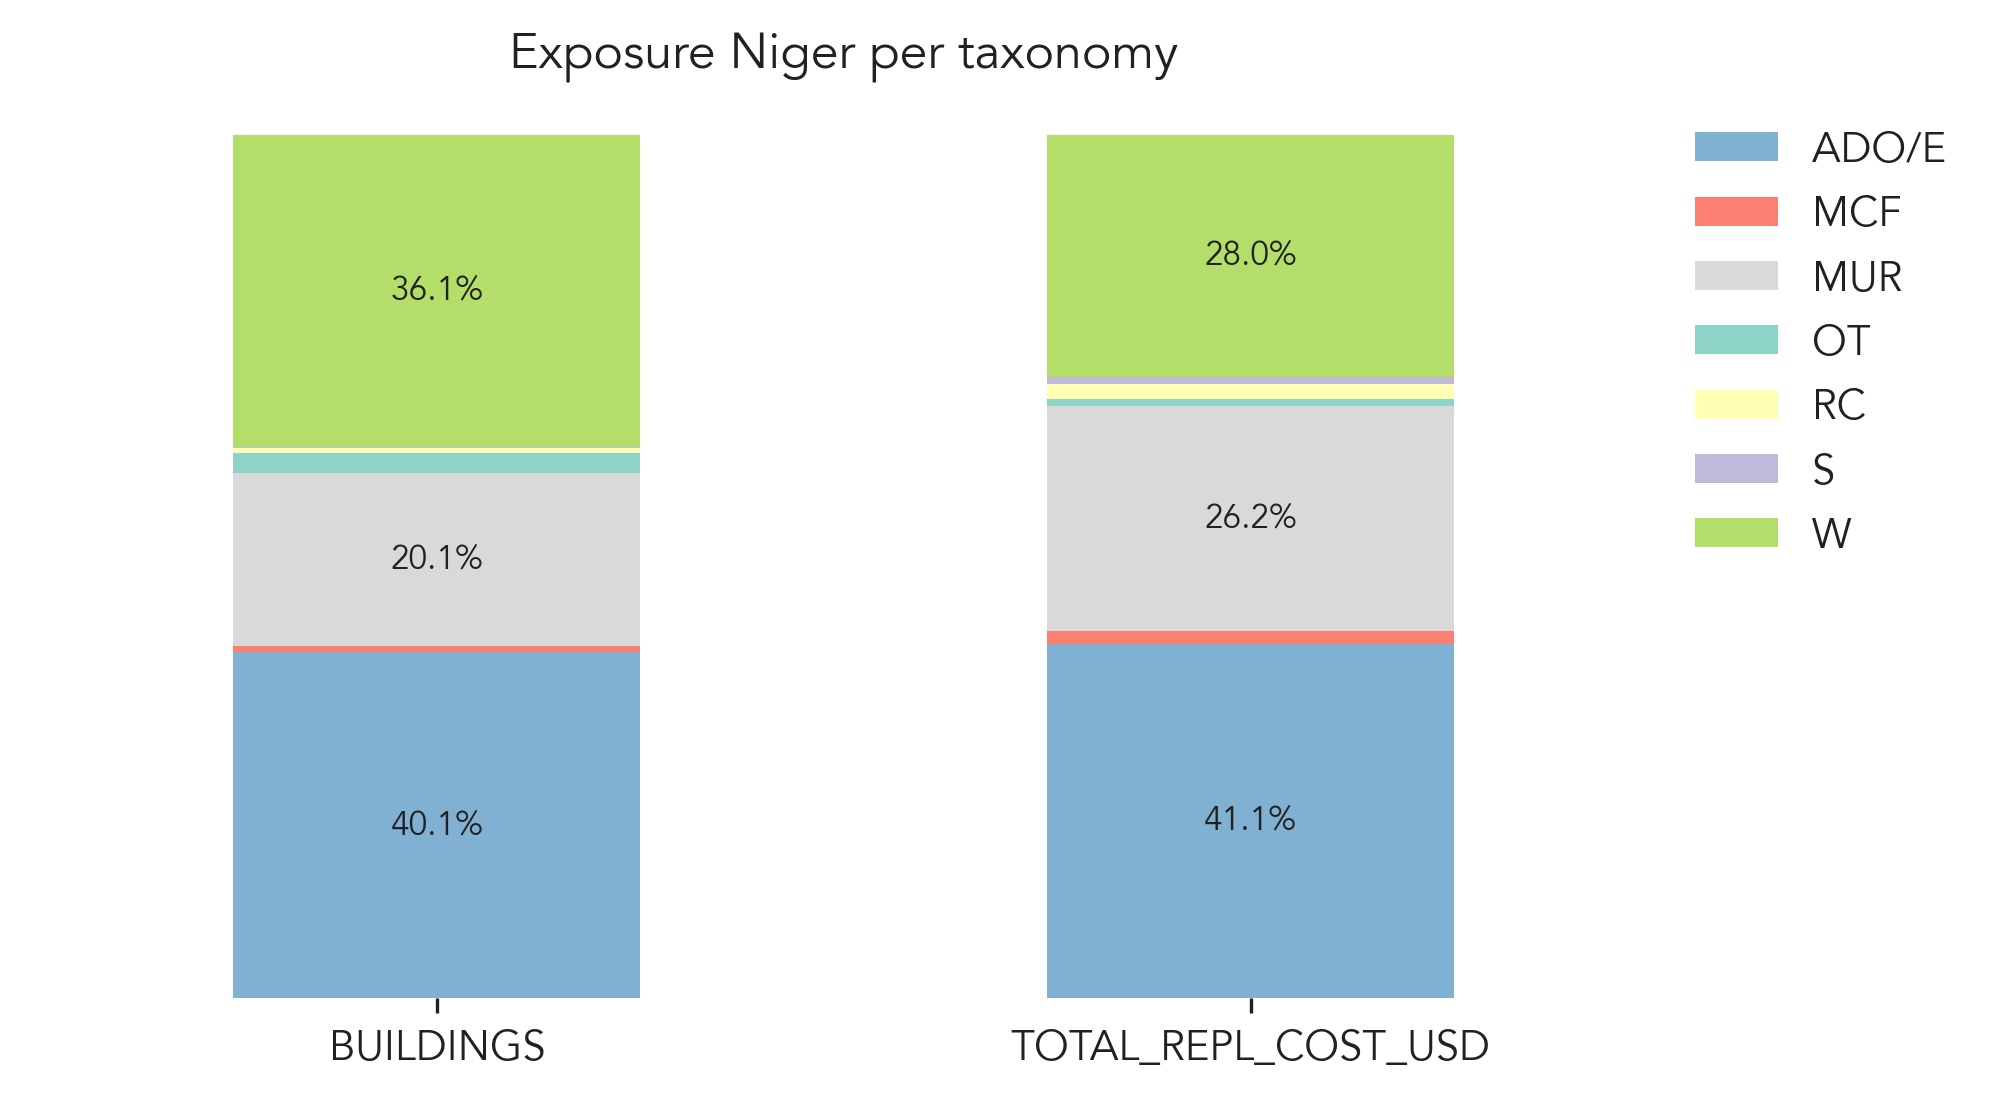 Exposure Niger per taxonomy
36.1%
20.1%
40.1%
28.0%
26.2%
41.1%
BUILDINGS
TOTAL_REPL_COST_USD
ADO/E
MCF
MUR
OT
RC
S
W